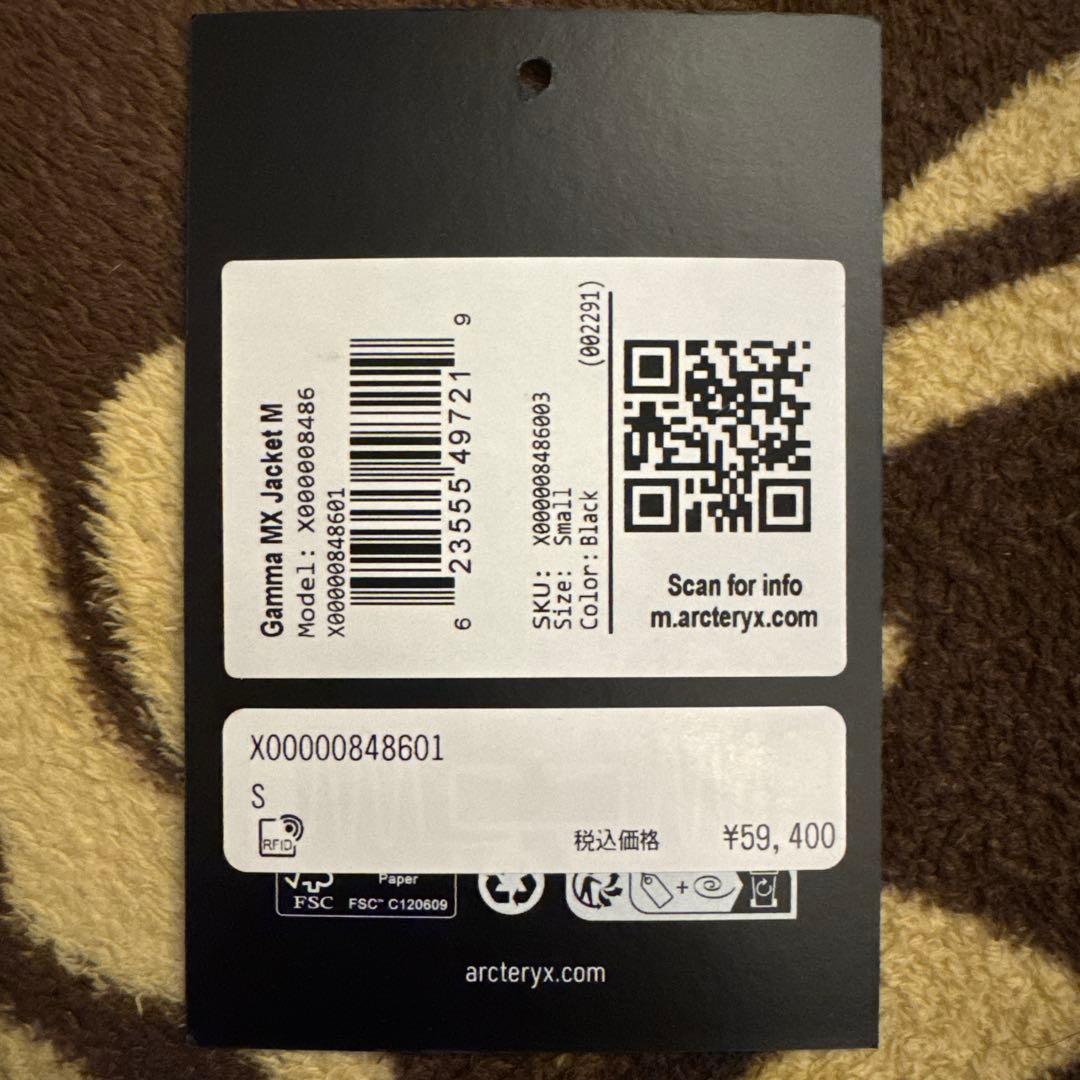 Gamma MX Jacket M
Model: X000008486
X00000848601
6 23555 49721 9
SKU: X000008486003
Size: Small
Color: Black (002291)
Scan for info
m.arcteryx.com
X00000848601
S
RFID
税込価格 ¥59,400
Paper
FSC FSC™ C120609
arcteryx.com